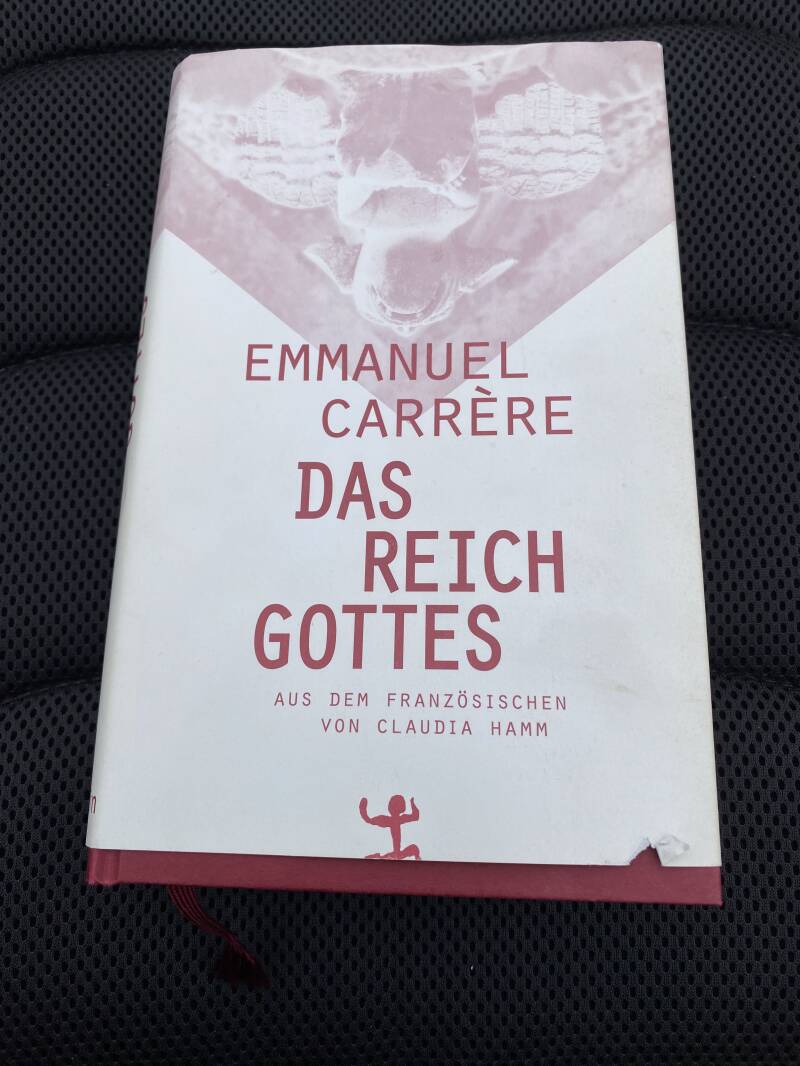 EMMANUEL
CARRÈRE
DAS
REICH
GOTTES
AUS DEM FRANZÖSISCHEN
VON CLAUDIA HAMM